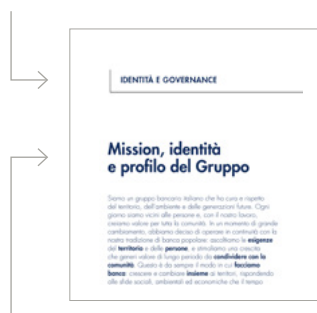 IDENTITÀ E GOVERNANCE
Mission, identità
e profilo del Gruppo
Siamo un gruppo bancario italiano che ha cura e rispetto
del territorio, dell'ambiente e delle generazioni future. Ogni
giorno siamo vicini alle persone e, con il nostro lavoro,
creiamo valore per tutta la comunità. In un momento di grande
cambiamento, abbiamo deciso di operare in continuità con la
nostra tradizione di banca popolare: ascoltiamo le esigenze
del territorio e delle persone, e stimoliamo una crescita
che generi valore di lungo periodo da condividere con la
comunità. Questo è da sempre il modo in cui facciamo
banca: crescere e cambiare insieme ai territori, rispondendo
alle sfide sociali, ambientali ed economiche che il tempo